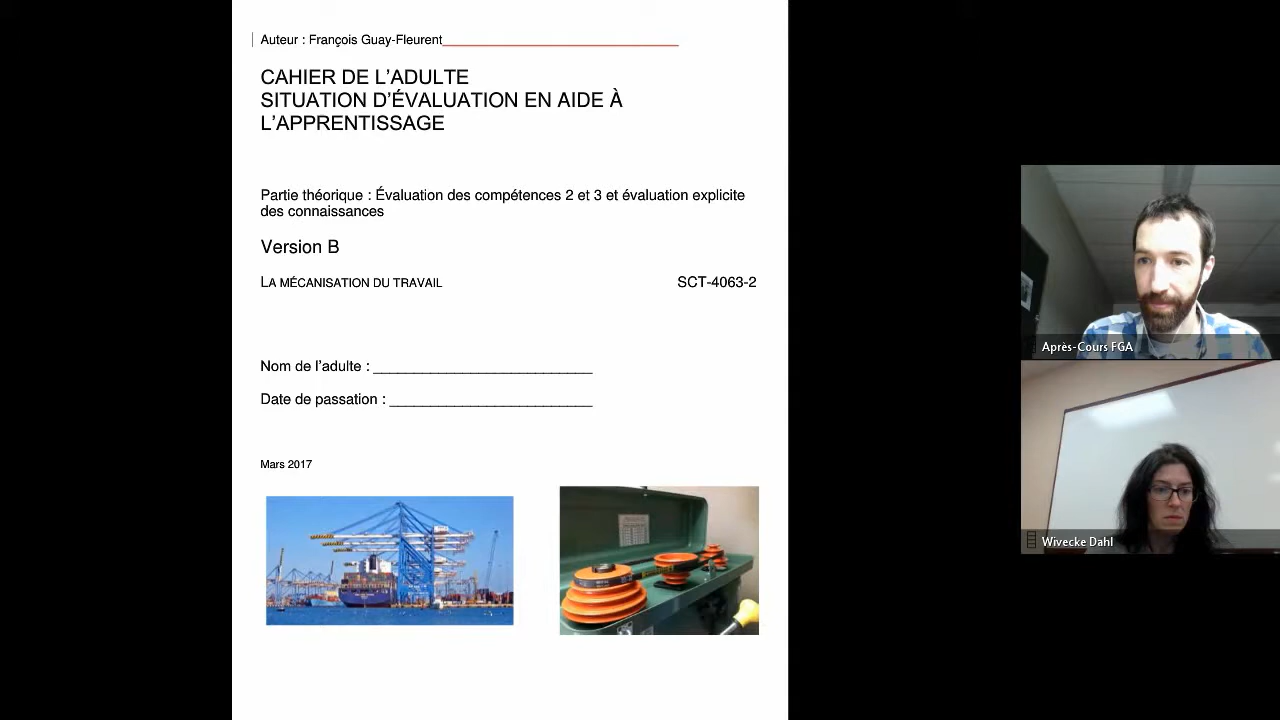 Auteur : François Guay-Fleurent
CAHIER DE L'ADULTE
SITUATION D'ÉVALUATION EN AIDE À
L'APPRENTISSAGE
Partie théorique : Évaluation des compétences 2 et 3 et évaluation explicite
des connaissances
Version B
LA MÉCANISATION DU TRAVAIL SCT-4063-2
Nom de l'adulte : ___________________________
Date de passation : _________________________
Mars 2017
Après-Cours FGA
Wivecke Dahl